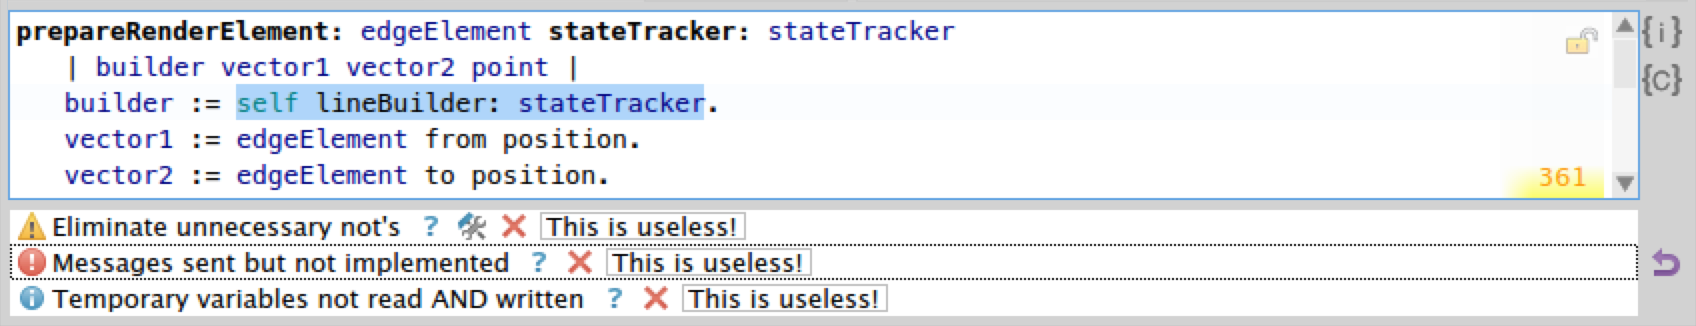 prepareRenderElement: edgeElement stateTracker: stateTracker
| builder vector1 vector2 point |
builder := self lineBuilder: stateTracker.
vector1 := edgeElement from position.
vector2 := edgeElement to position.
361
{i}
{C}
Eliminate unnecessary not's ? This is useless!
Messages sent but not implemented ? This is useless!
Temporary variables not read AND written ? This is useless!